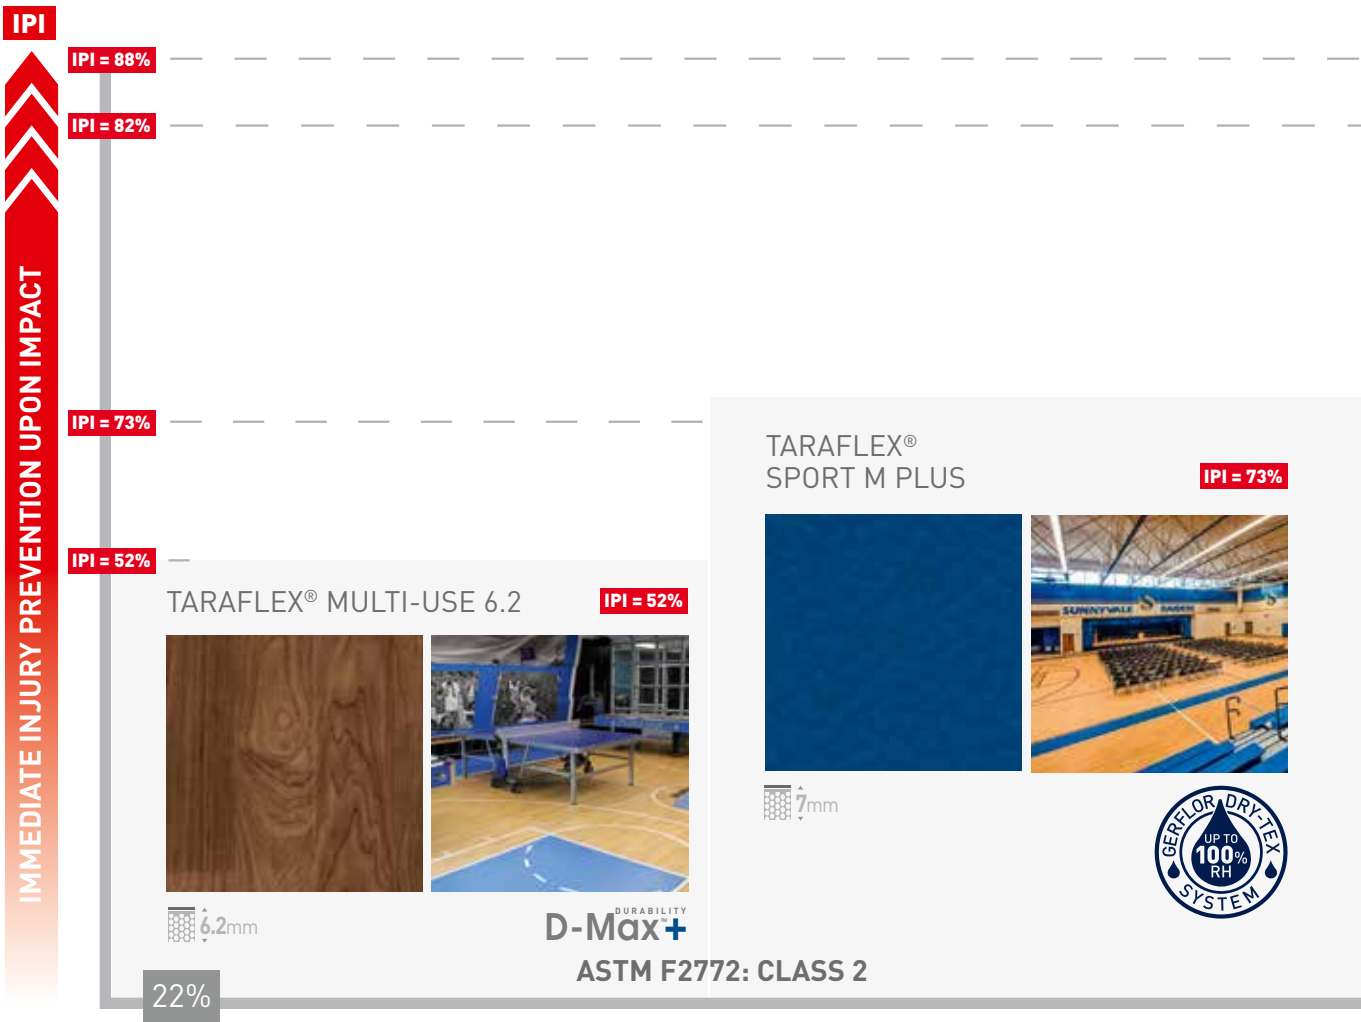 IPI
IMMEDIATE INJURY PREVENTION UPON IMPACT
IPI = 88%
IPI = 82%
IPI = 73%
IPI = 52%
TARAFLEX® MULTI-USE 6.2
IPI = 52%
6.2mm
DURABILITY
D-Max™+
TARAFLEX®
SPORT M PLUS
IPI = 73%
SUNNYVALE S RAIDERS
7mm
GERFLOR DRY-TEX
UP TO
100%
RH
SYSTEM
ASTM F2772: CLASS 2
22%